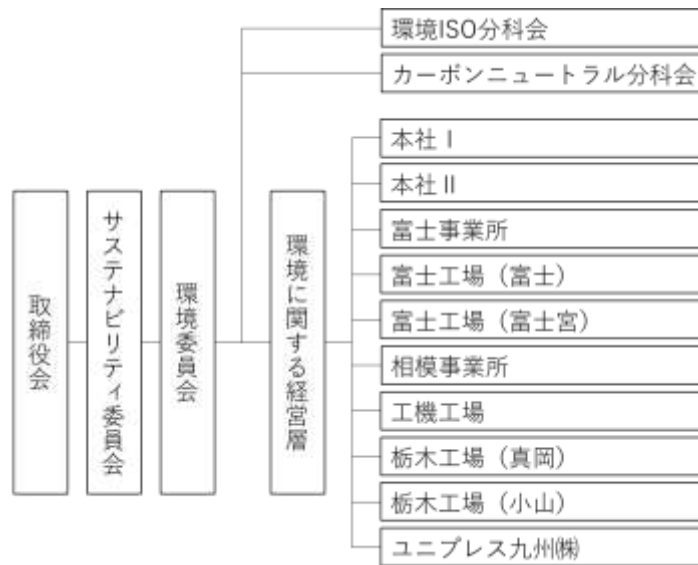 取締役会
サステナビリティ委員会
環境委員会
環境に関する経営層
環境ISO分科会
カーボンニュートラル分科会
本社Ⅰ
本社Ⅱ
富士事業所
富士工場（富士）
富士工場（富士宮）
相模事業所
工機工場
栃木工場（真岡）
栃木工場（小山）
ユニプレス九州㈱